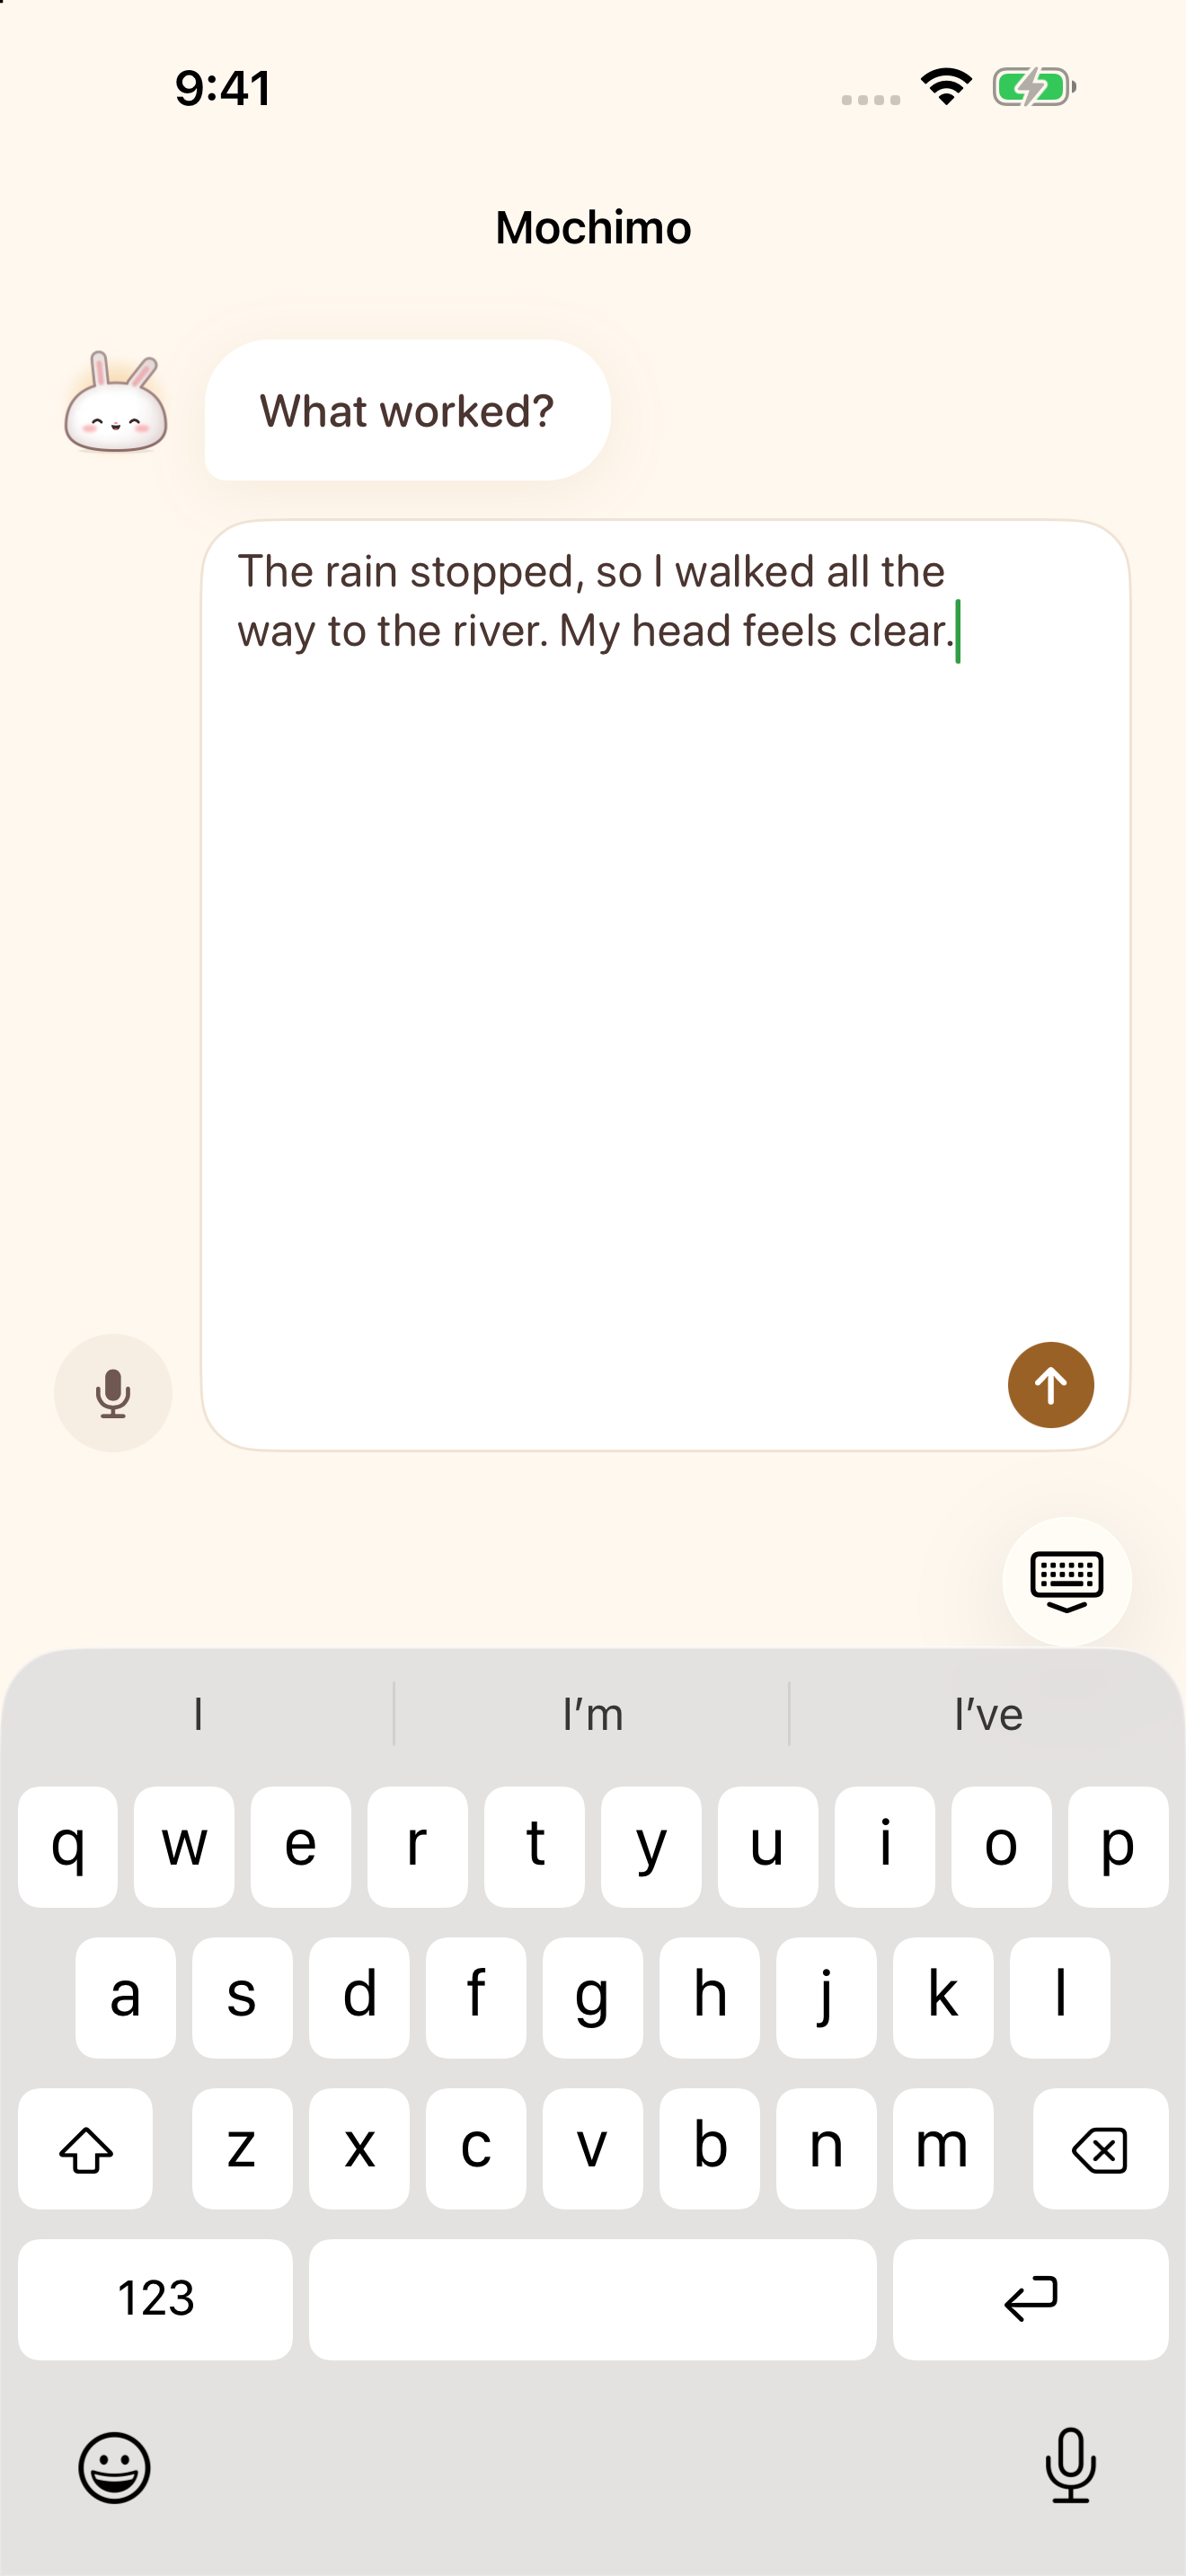 9:41
Mochimo
What worked?
The rain stopped, so I walked all the
way to the river. My head feels clear.
I I’m I’ve
q w e r t y u i o p
a s d f g h j k l
z x c v b n m
123